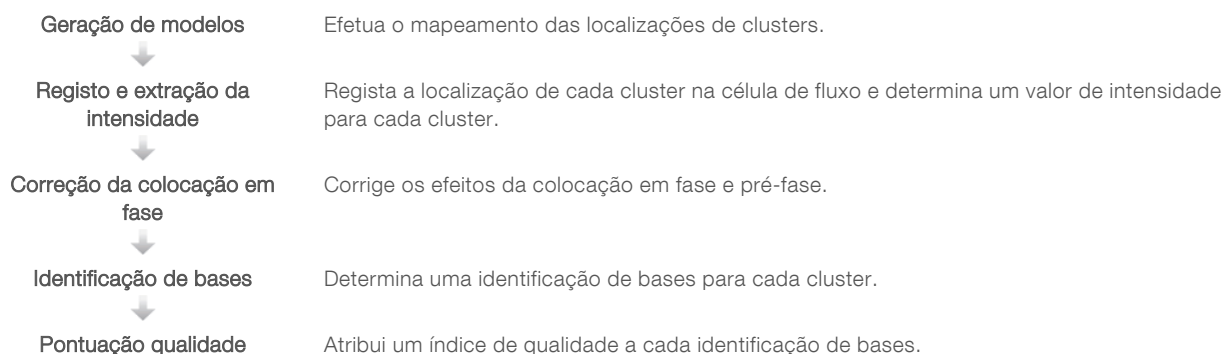 Geração de modelos
Efetua o mapeamento das localizações de clusters.
Registo e extração da
intensidade
Regista a localização de cada cluster na célula de fluxo e determina um valor de intensidade
para cada cluster.
Correção da colocação em
fase
Corrige os efeitos da colocação em fase e pré-fase.
Identificação de bases
Determina uma identificação de bases para cada cluster.
Pontuação qualidade
Atribui um índice de qualidade a cada identificação de bases.